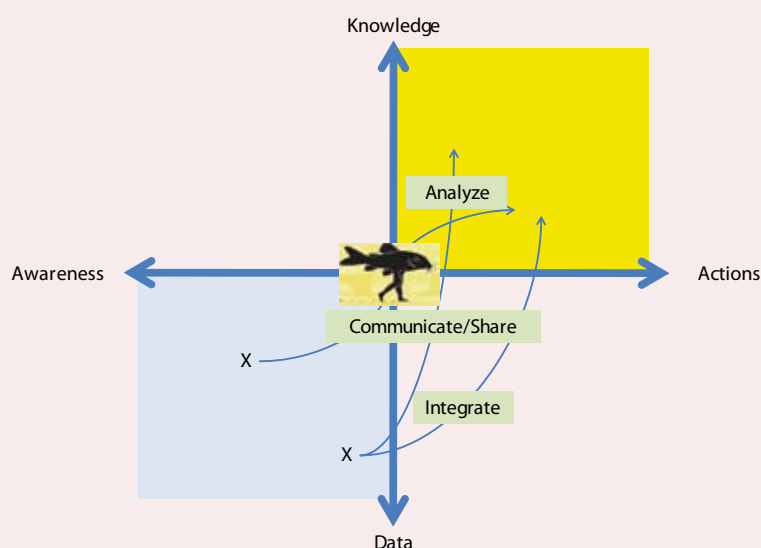 Knowledge
Analyze
Awareness
Actions
Communicate/Share
X
Integrate
X
Data